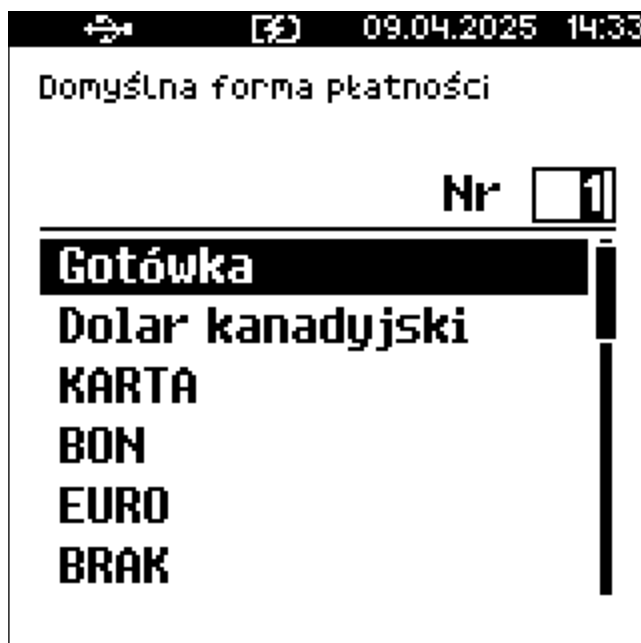 09.04.2025 14:33
Domyślna forma płatności
Nr 1
Gotówka
Dolar kanadyjski
KARTA
BON
EURO
BRAK